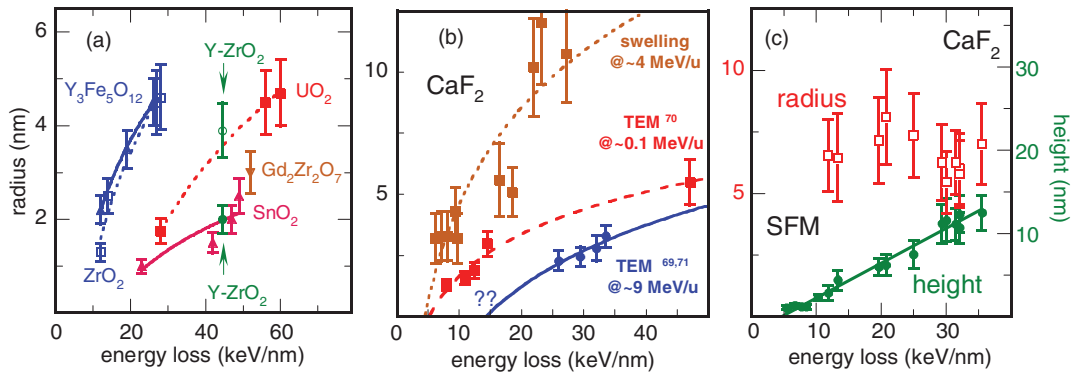 (a)
Y-ZrO2
Y3Fe5O12
UO2
Gd2Zr2O7
SnO2
ZrO2
Y-ZrO2
radius (nm)
6
4
2
0
0 20 40 60
energy loss (keV/nm)
(b)
CaF2
swelling
@~4 MeV/u
TEM 70
@~0.1 MeV/u
TEM 69,71
@~9 MeV/u
??
10
5
0 10 20 30 40
energy loss (keV/nm)
(c)
CaF2
radius
SFM
height
10
5
0 10 20 30 40
energy loss (keV/nm)
30
20
10
height (nm)